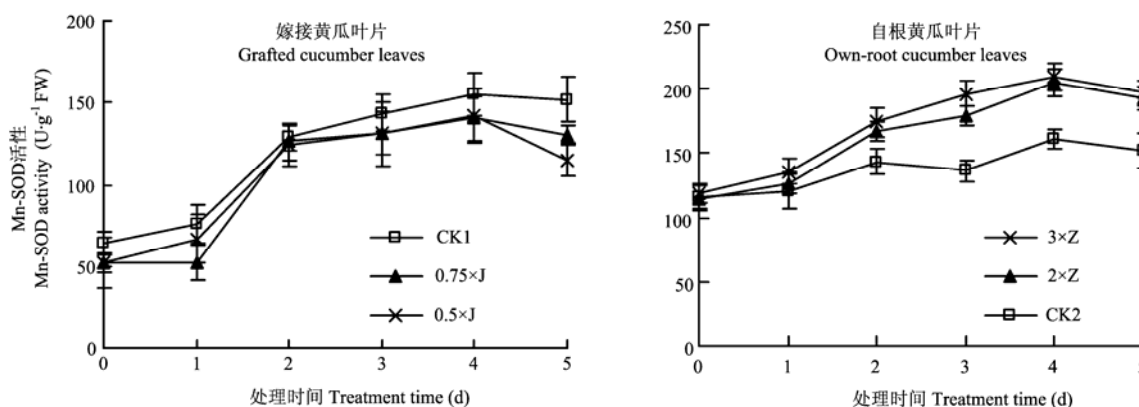 嫁接黄瓜叶片
Grafted cucumber leaves
Mn-SOD活性
Mn-SOD activity (U·g⁻¹ FW)
200
150
100
50
0
CK1
0.75×J
0.5×J
0 1 2 3 4 5
处理时间 Treatment time (d)
自根黄瓜叶片
Own-root cucumber leaves
250
200
150
100
50
0
3×Z
2×Z
CK2
0 1 2 3 4
处理时间 Treatment time (d)